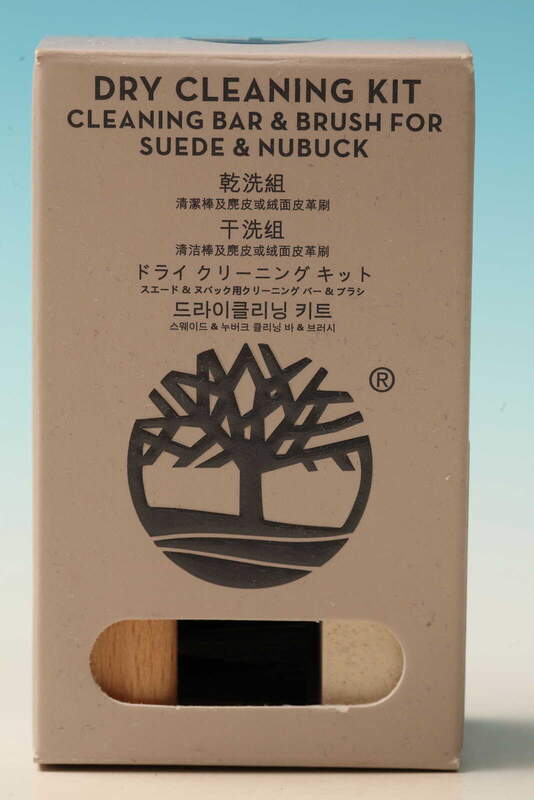 DRY CLEANING KIT
CLEANING BAR & BRUSH FOR
SUEDE & NUBUCK
乾洗組
清潔棒及麂皮或絨面皮革刷
干洗组
清洁棒及麂皮或绒面皮革刷
ドライ クリーニング キット
スエード & ヌバック用クリーニング バー & ブラシ
드라이클리닝 키트
스웨이드 & 누버크 클리닝 바 & 브러시
®